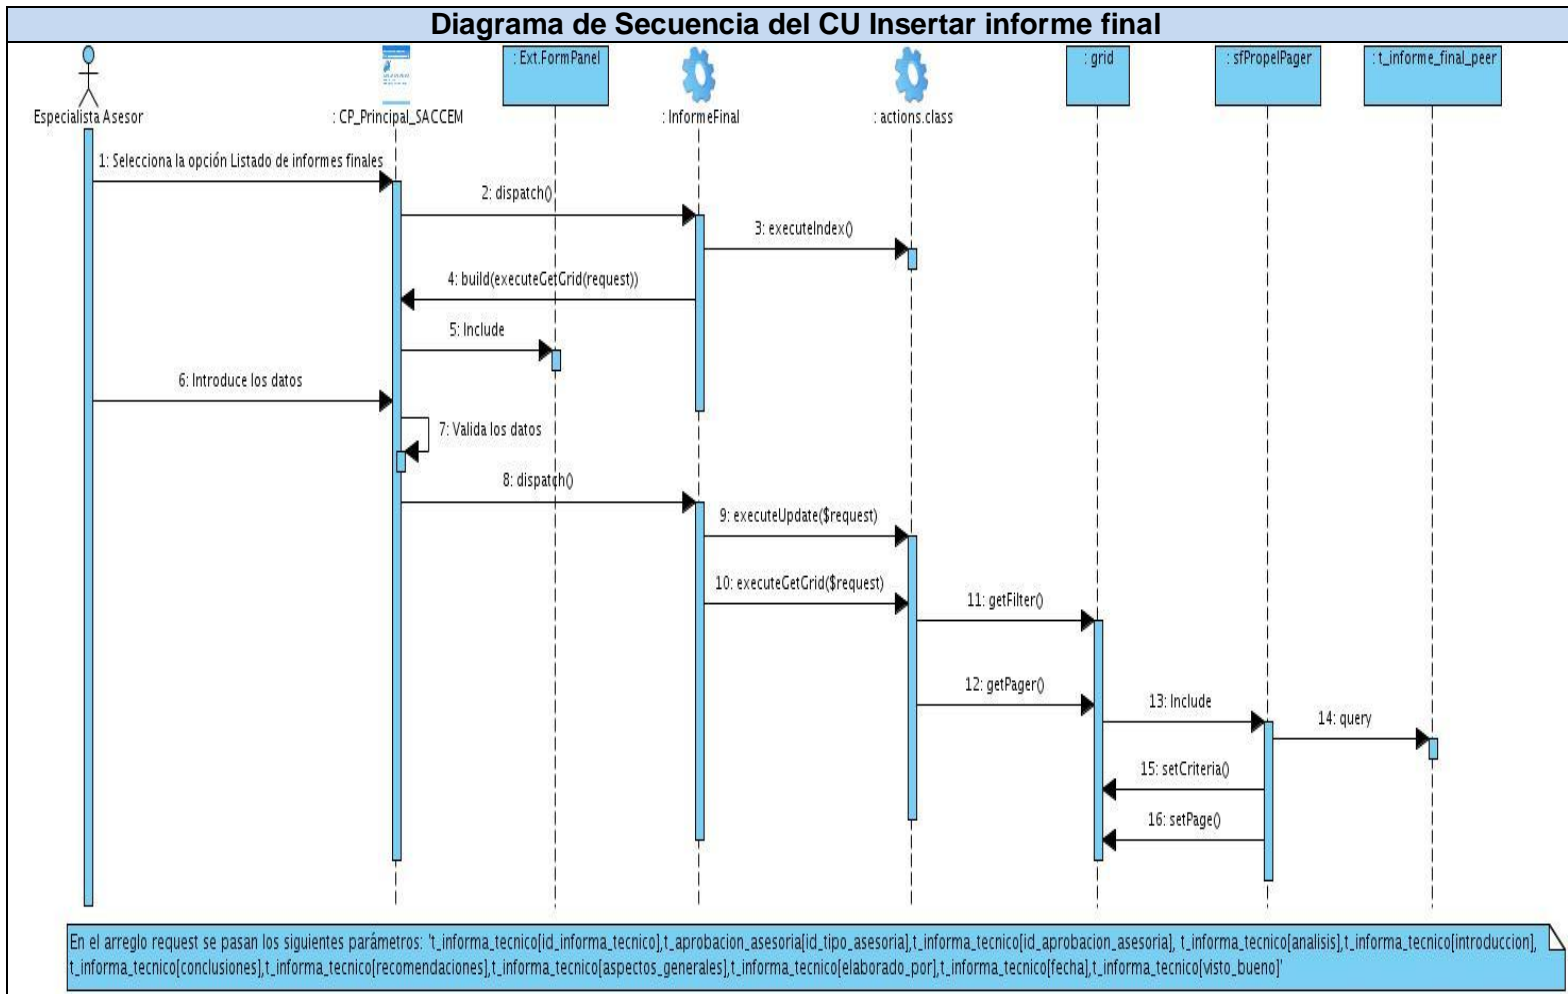 Diagrama de Secuencia del CU Insertar informe final
: Ext.FormPanel
: grid
: sfPropelPager
: t_informe_final_peer
Especialista Asesor
: CP_Principal_SACCEM
: InformeFinal
: actions.class
1: Selecciona la opción Listado de informes finales
2: dispatch()
3: executeIndex()
4: build(executeGetGrid(request))
5: Include
6: Introduce los datos
7: Valida los datos
8: dispatch()
9: executeUpdate($request)
10: executeGetGrid($request)
11: getFilter()
12: getPager()
13: Include
14: query
15: setCriteria()
16: setPage()
En el arreglo request se pasan los siguientes parámetros: 't_informa_tecnico[id_informa_tecnico],t_aprobacion_asesoria[id_tipo_asesoria],t_informa_tecnico[id_aprobacion_asesoria], t_informa_tecnico[analisis],t_informa_tecnico[introduccion],
t_informa_tecnico[conclusiones],t_informa_tecnico[recomendaciones],t_informa_tecnico[aspectos_generales],t_informa_tecnico[elaborado_por],t_informa_tecnico[fecha],t_informa_tecnico[visto_bueno]'